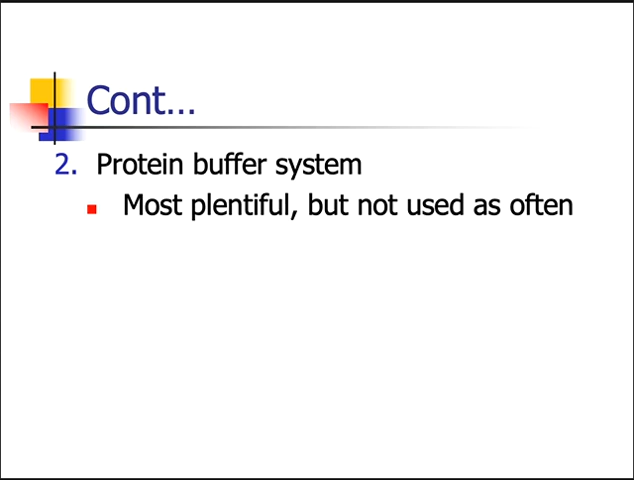 Cont...
2. Protein buffer system
Most plentiful, but not used as often